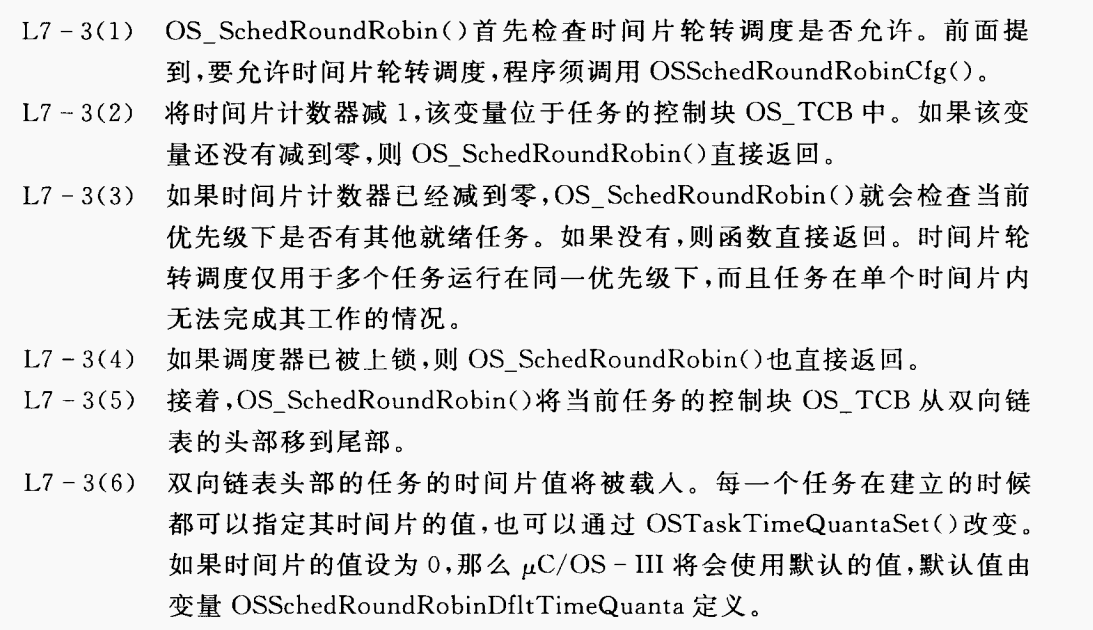 L7-3(1) OS_SchedRoundRobin()首先检查时间片轮转调度是否允许。前面提
到,要允许时间片轮转调度,程序须调用 OSSchedRoundRobinCfg()。
L7-3(2) 将时间片计数器减 1,该变量位于任务的控制块 OS_TCB 中。如果该变
量还没有减到零,则 OS_SchedRoundRobin()直接返回。
L7-3(3) 如果时间片计数器已经减到零,OS_SchedRoundRobin()就会检查当前
优先级下是否有其他就绪任务。如果没有,则函数直接返回。时间片轮
转调度仅用于多个任务运行在同一优先级下,而且任务在单个时间片内
无法完成其工作的情况。
L7-3(4) 如果调度器已被上锁,则 OS_SchedRoundRobin()也直接返回。
L7-3(5) 接着,OS_SchedRoundRobin()将当前任务的控制块 OS_TCB 从双向链
表的头部移到尾部。
L7-3(6) 双向链表头部的任务的时间片值将被载入。每一个任务在建立的时候
都可以指定其时间片的值,也可以通过 OSTaskTimeQuantaSet()改变。
如果时间片的值设为 0,那么 μC/OS-III 将会使用默认的值,默认值由
变量 OSSchedRoundRobinDfltTimeQuanta 定义。